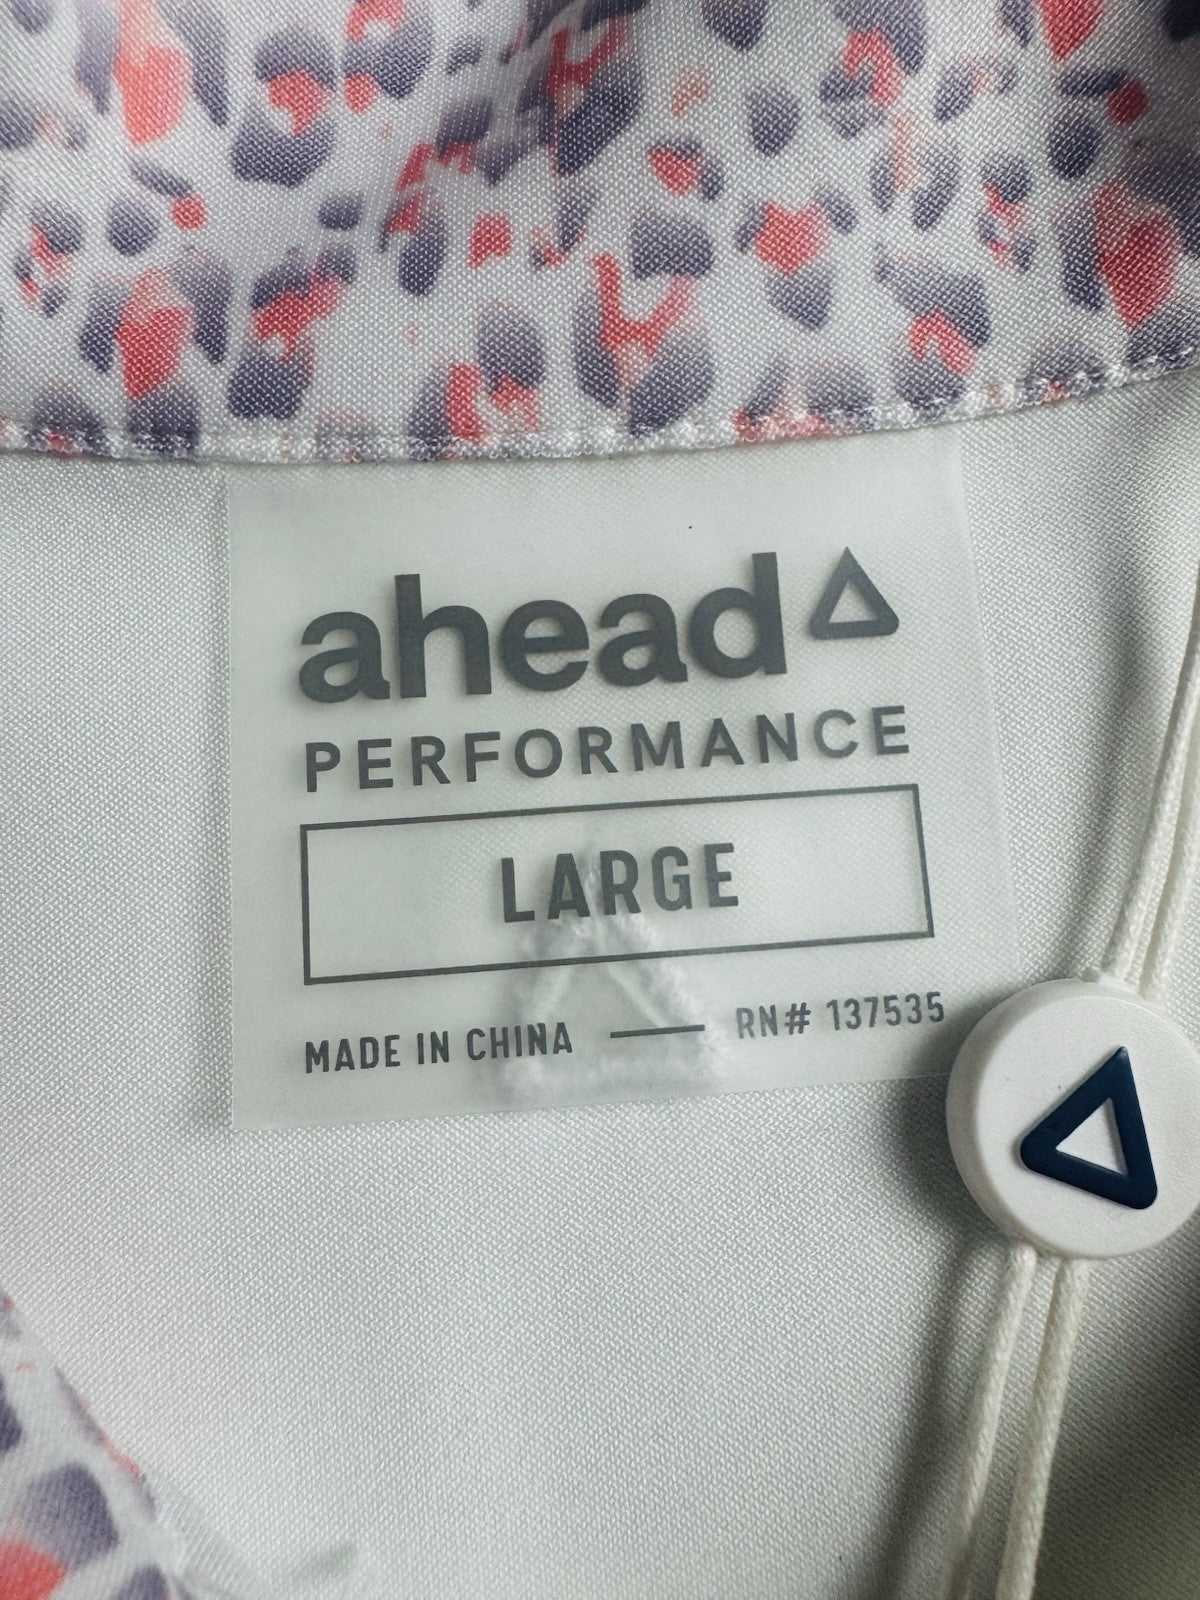 ahead
PERFORMANCE
LARGE
MADE IN CHINA — RN# 137535